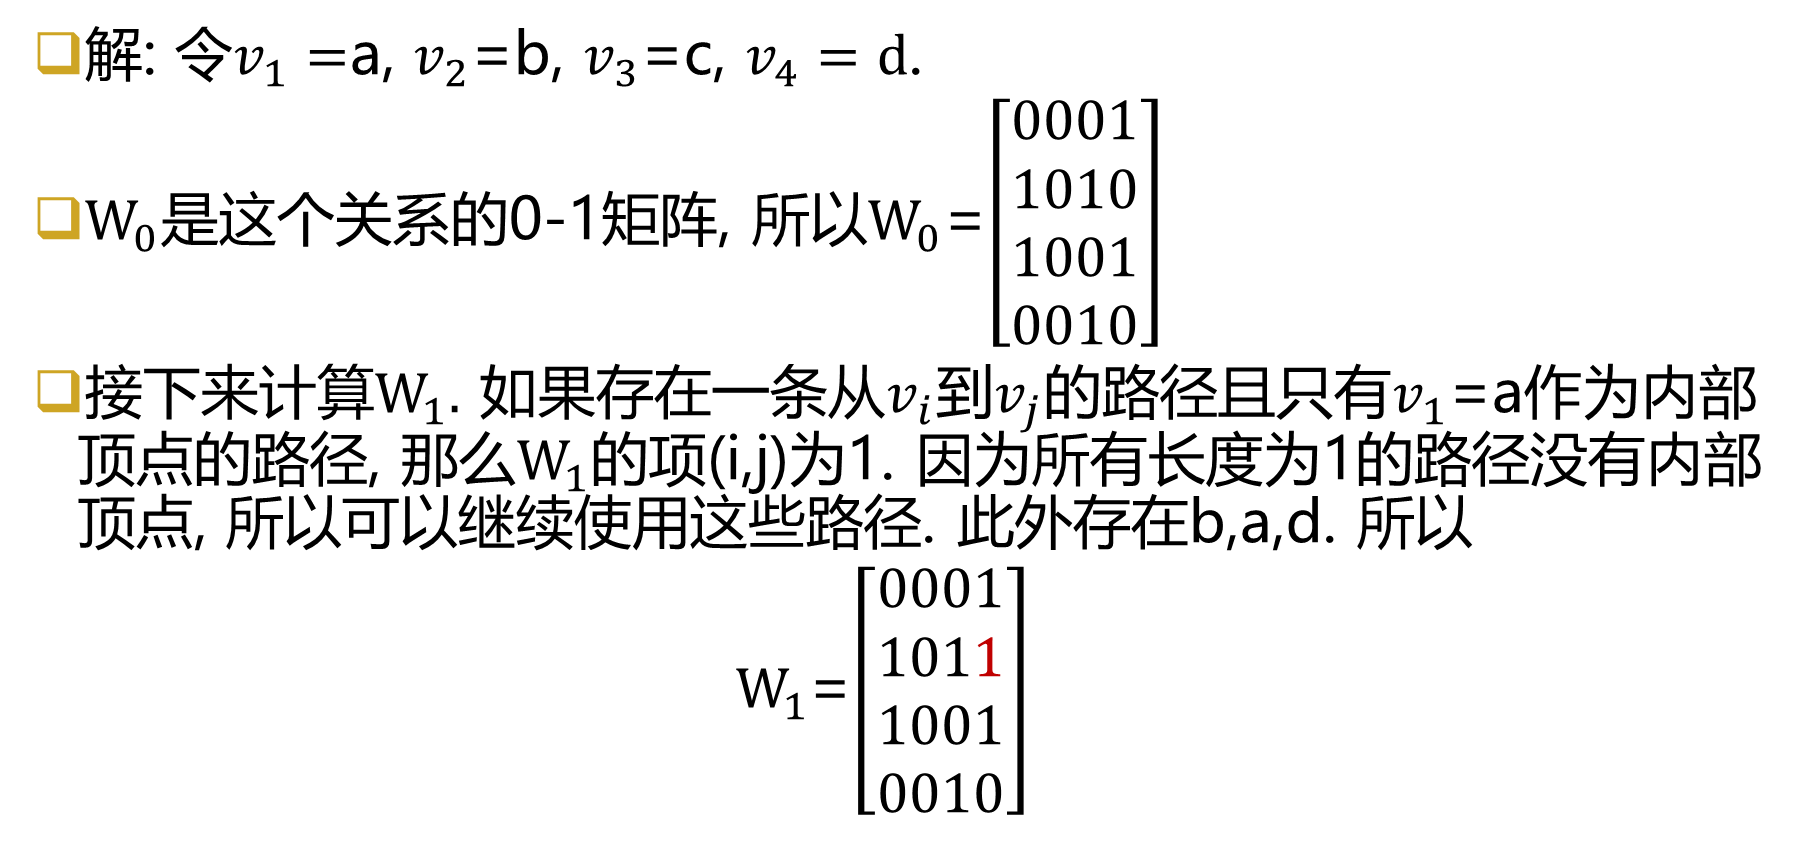 解: 令v₁ =a, v₂=b, v₃=c, v₄ = d.
W₀是这个关系的0-1矩阵, 所以W₀=
0001
1010
1001
0010
接下来计算W₁. 如果存在一条从vᵢ到vⱼ的路径且只有v₁=a作为内部
顶点的路径, 那么W₁的项(i,j)为1. 因为所有长度为1的路径没有内部
顶点, 所以可以继续使用这些路径. 此外存在b,a,d. 所以
W₁=
0001
1011
1001
0010